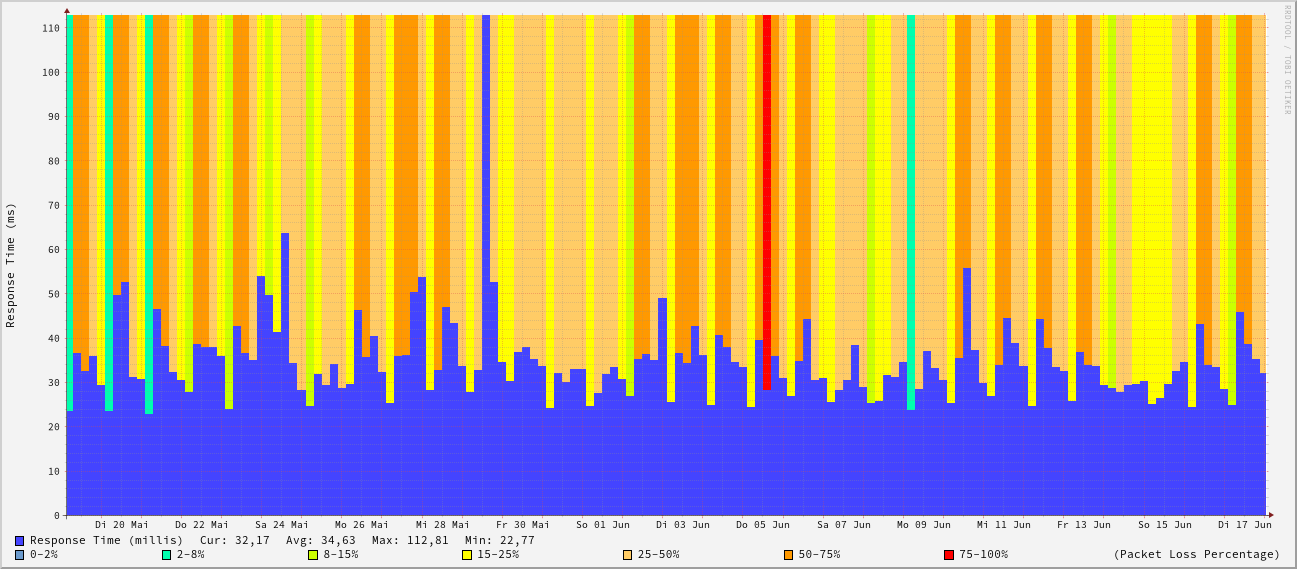 RRDTOOL / TOBI OETIKER
Response Time (ms)
110
100
90
80
70
60
50
40
30
20
10
0
Di 20 Mai Do 22 Mai Sa 24 Mai Mo 26 Mai Mi 28 Mai Fr 30 Mai So 01 Jun Di 03 Jun Do 05 Jun Sa 07 Jun Mo 09 Jun Mi 11 Jun Fr 13 Jun So 15 Jun Di 17 Jun
Response Time (millis) Cur: 32,17 Avg: 34,63 Max: 112,81 Min: 22,77
0-2% 2-8% 8-15% 15-25% 25-50% 50-75% 75-100% (Packet Loss Percentage)